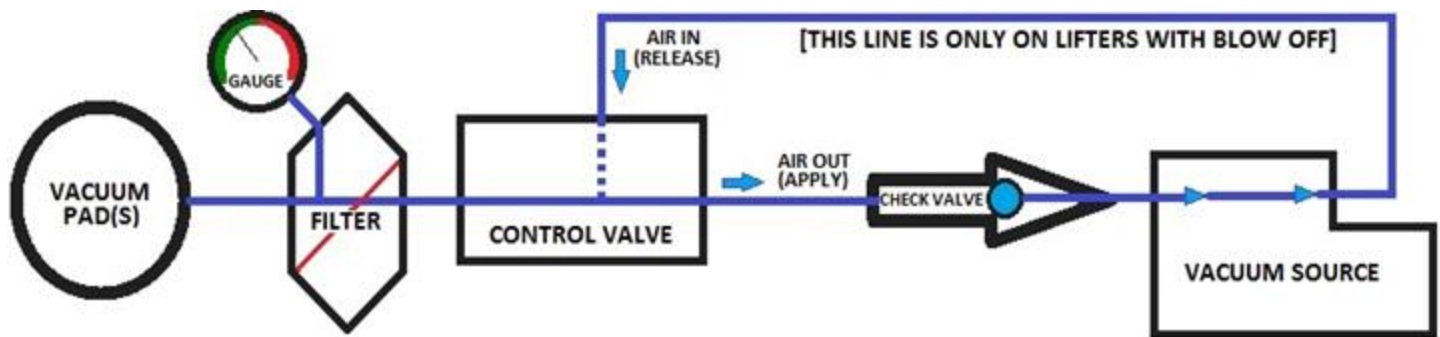 GAUGE
AIR IN
(RELEASE)
[THIS LINE IS ONLY ON LIFTERS WITH BLOW OFF]
VACUUM
PAD(S)
FILTER
CONTROL VALVE
AIR OUT
(APPLY)
CHECK VALVE
VACUUM SOURCE